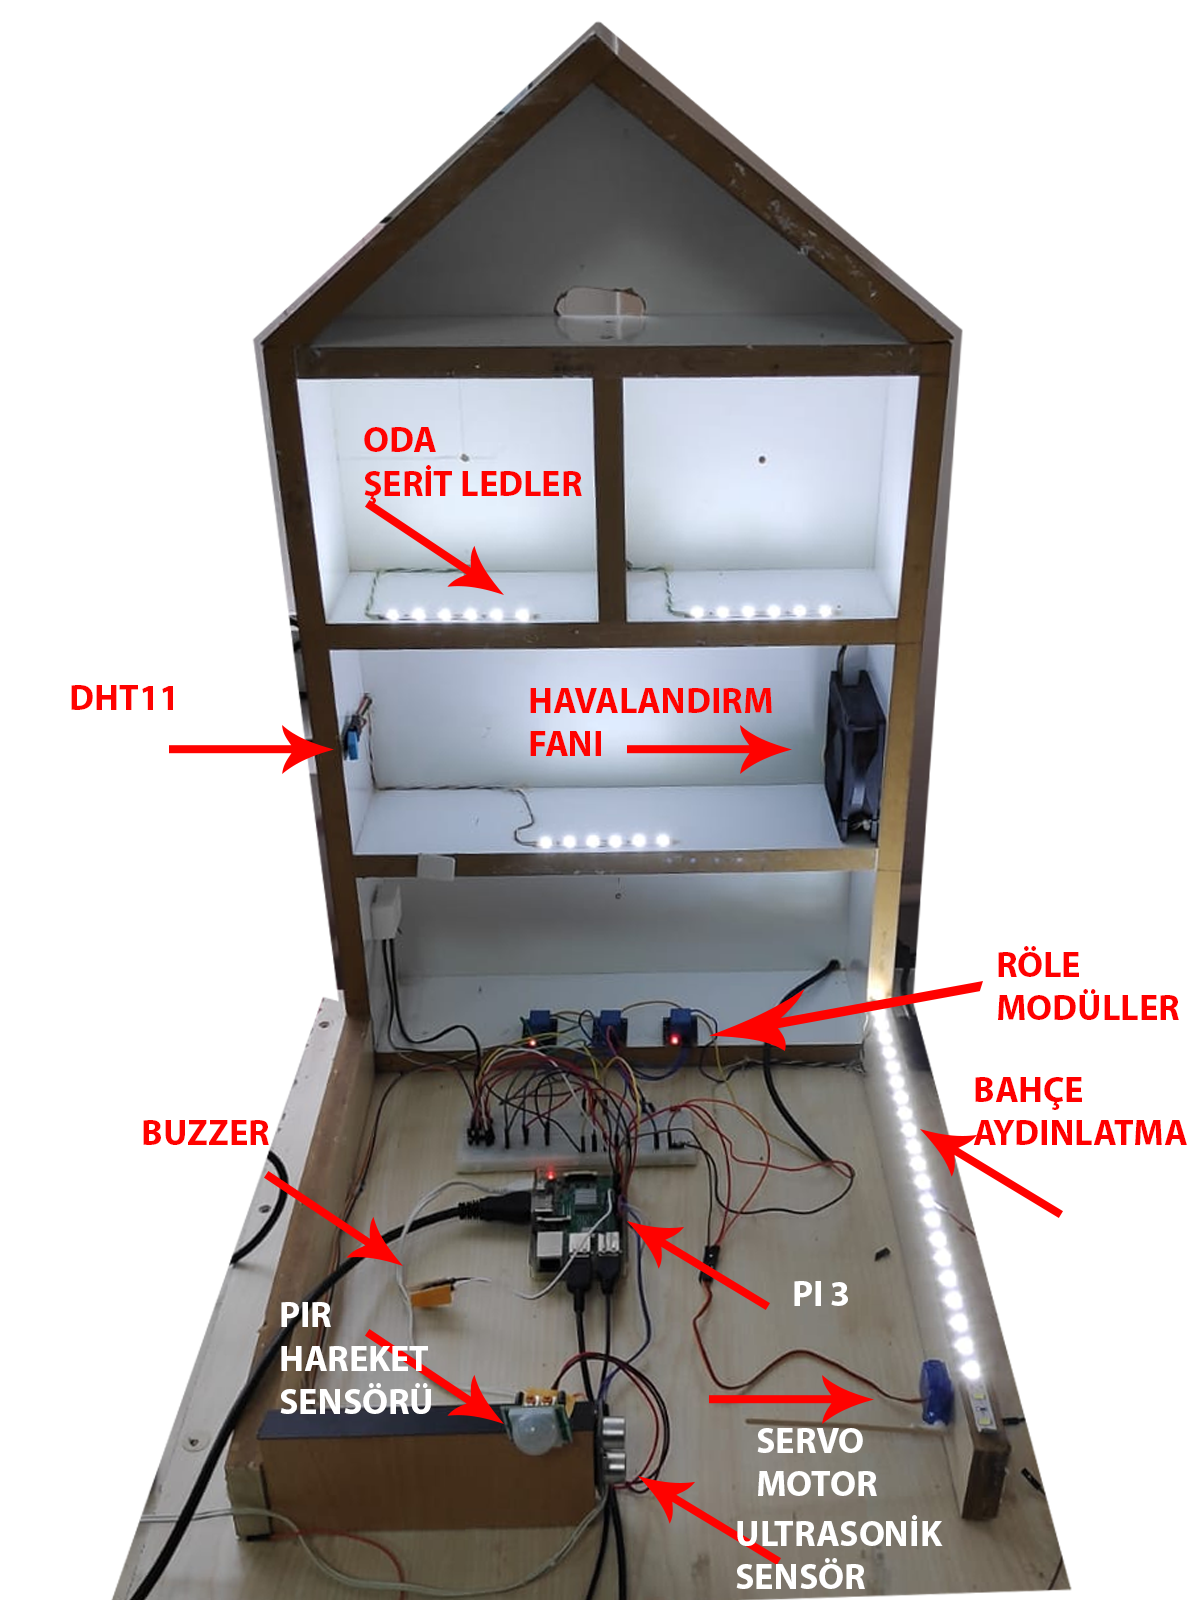 ODA
ŞERİT LEDLER
DHT11
HAVALANDIRM
FANI
RÖLE
MODÜLLER
BAHÇE
AYDINLATMA
BUZZER
PI 3
PIR
HAREKET
SENSÖRÜ
SERVO
MOTOR
ULTRASONİK
SENSÖR